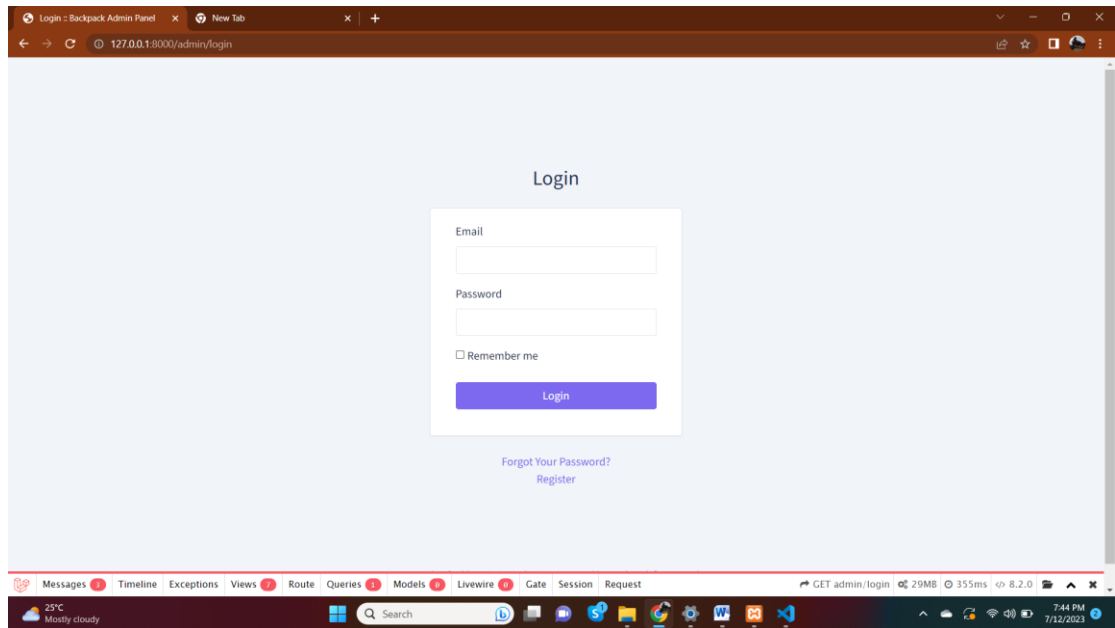 Login :: Backpack Admin Panel
New Tab
127.0.0.1:8000/admin/login
Login
Email
Password
Remember me
Login
Forgot Your Password?
Register
Messages 3 Timeline Exceptions Views 7 Route Queries 1 Models 0 Livewire 0 Gate Session Request GET admin/login 29MB 355ms 8.2.0
25°C
Mostly cloudy
Search
7:44 PM
7/12/2023